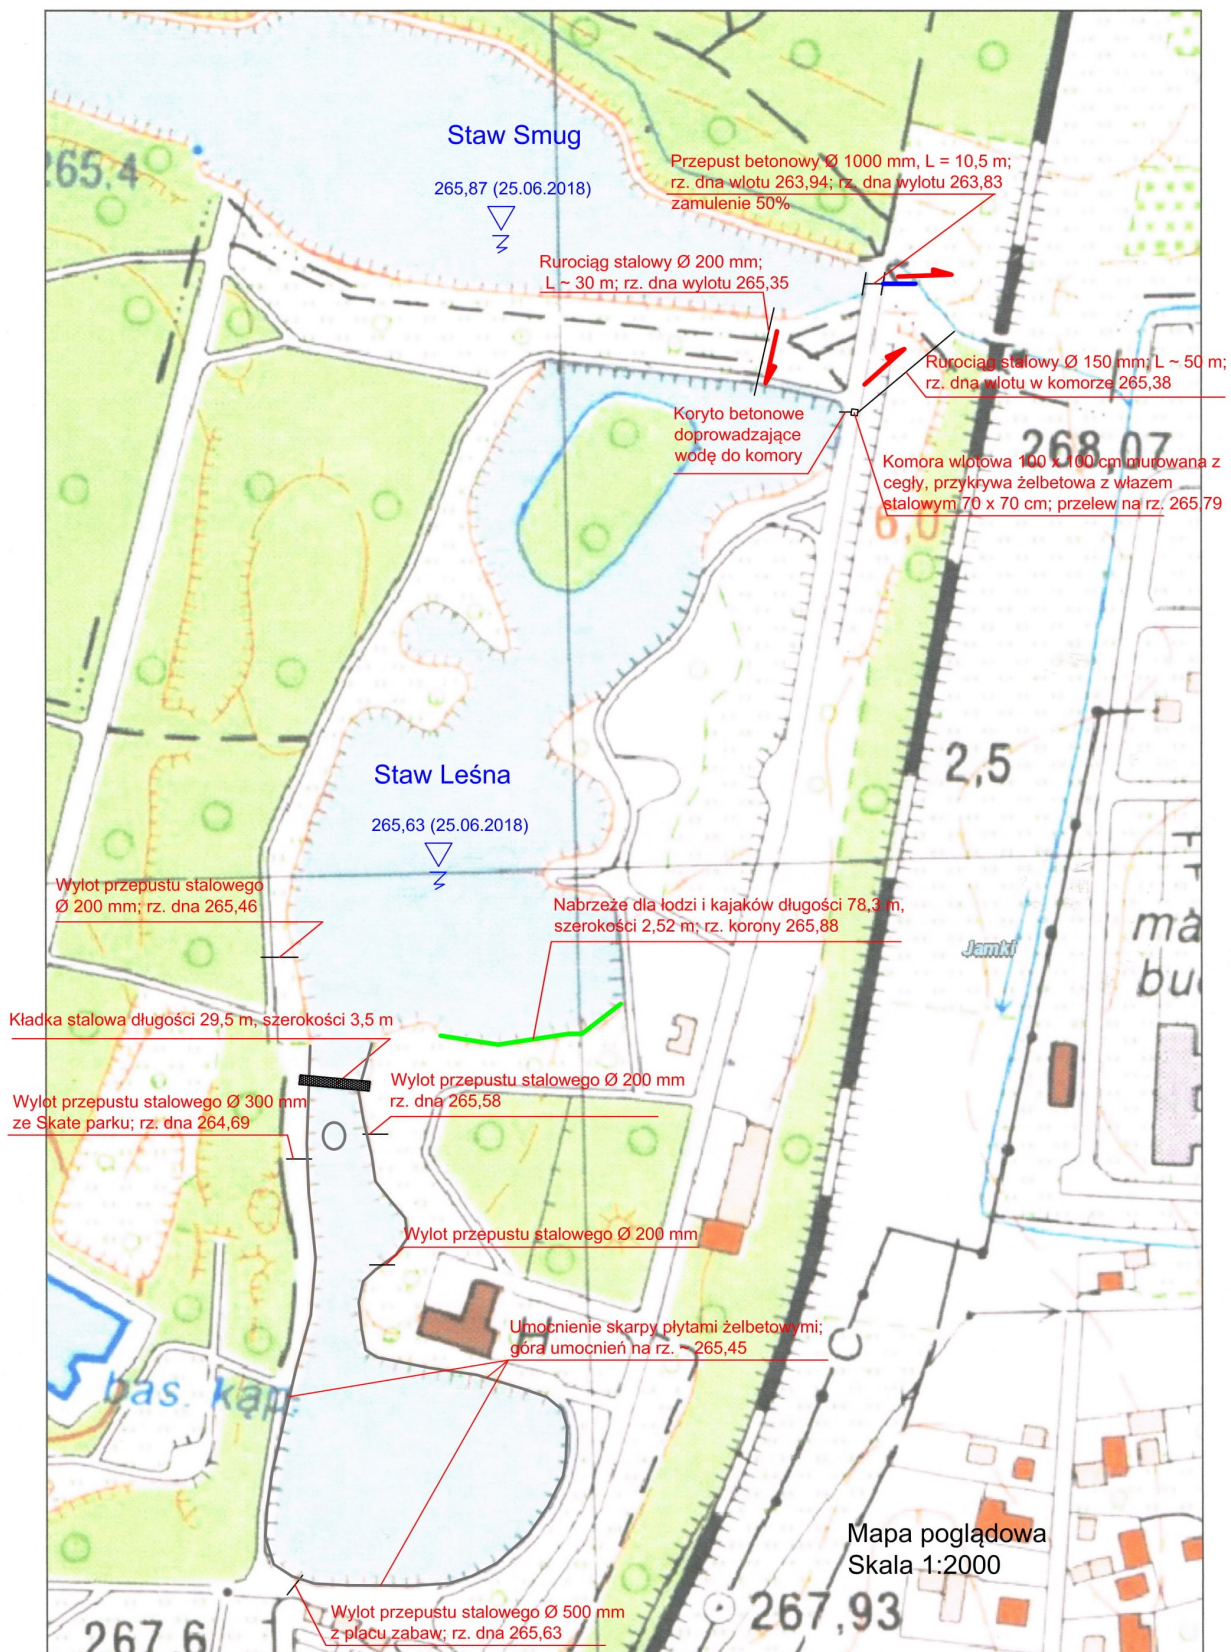 Staw Smug
265,4
265,87 (25.06.2018)
Przepust betonowy Ø 1000 mm, L = 10,5 m;
rz. dna wlotu 263,94; rz. dna wylotu 263,83
zamulenie 50%
Rurociąg stalowy Ø 200 mm;
L ~ 30 m; rz. dna wylotu 265,35
Rurociąg stalowy Ø 150 mm; L ~ 50 m;
rz. dna wlotu w komorze 265,38
Koryto betonowe
doprowadzające
wodę do komory
268,07
Komora wlotowa 100 x 100 cm murowana z
cegły, przykrywa żelbetowa z włazem
stalowym 70 x 70 cm; przelew na rz. 265,79
6,0
Staw Leśna
2,5
265,63 (25.06.2018)
Wylot przepustu stalowego
Ø 200 mm; rz. dna 265,46
Nabrzeże dla łodzi i kajaków długości 78,3 m,
szerokości 2,52 m; rz. korony 265,88
Jamki
Kładka stalowa długości 29,5 m, szerokości 3,5 m
Wylot przepustu stalowego Ø 200 mm
rz. dna 265,58
Wylot przepustu stalowego Ø 300 mm
ze Skate parku; rz. dna 264,69
Wylot przepustu stalowego Ø 200 mm
Umocnienie skarpy płytami żelbetowymi;
góra umocnień na rz. ~ 265,45
H
bas. kąp.
Mapa poglądowa
Skala 1:2000
267,93
Wylot przepustu stalowego Ø 500 mm
z placu zabaw; rz. dna 265,63
267,6